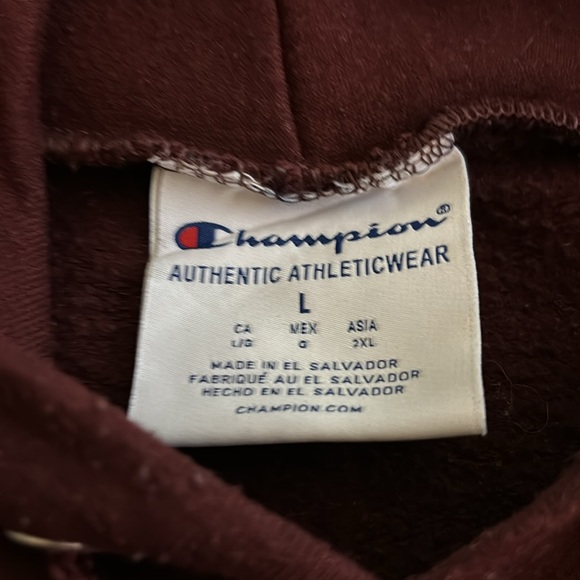 Champion®
AUTHENTIC ATHLETICWEAR
L
CA MEX ASIA
L/G G 2XL
MADE IN EL SALVADOR
FABRIQUÉ AU EL SALVADOR
HECHO EN EL SALVADOR
CHAMPION.COM